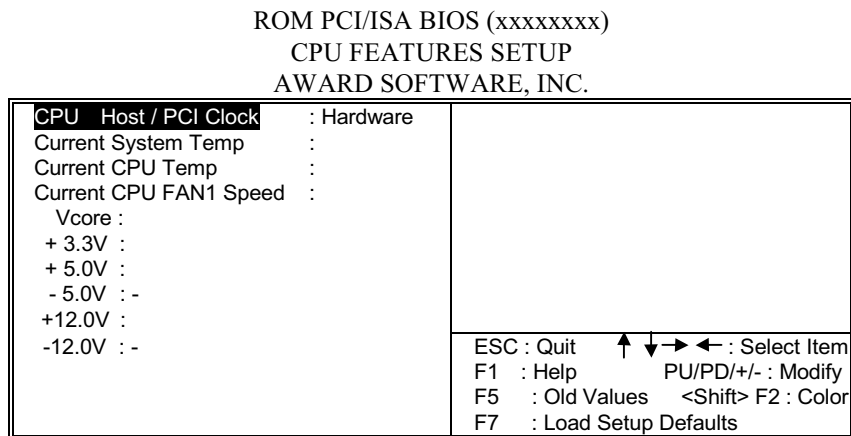 ROM PCI/ISA BIOS (xxxxxxxx)
CPU FEATURES SETUP
AWARD SOFTWARE, INC.
CPU Host / PCI Clock : Hardware
Current System Temp :
Current CPU Temp :
Current CPU FAN1 Speed :
Vcore :
+ 3.3V :
+ 5.0V :
- 5.0V : -
+12.0V :
-12.0V : -
ESC : Quit ↑ ↓ → ← : Select Item
F1 : Help PU/PD/+/- : Modify
F5 : Old Values <Shift> F2 : Color
F7 : Load Setup Defaults